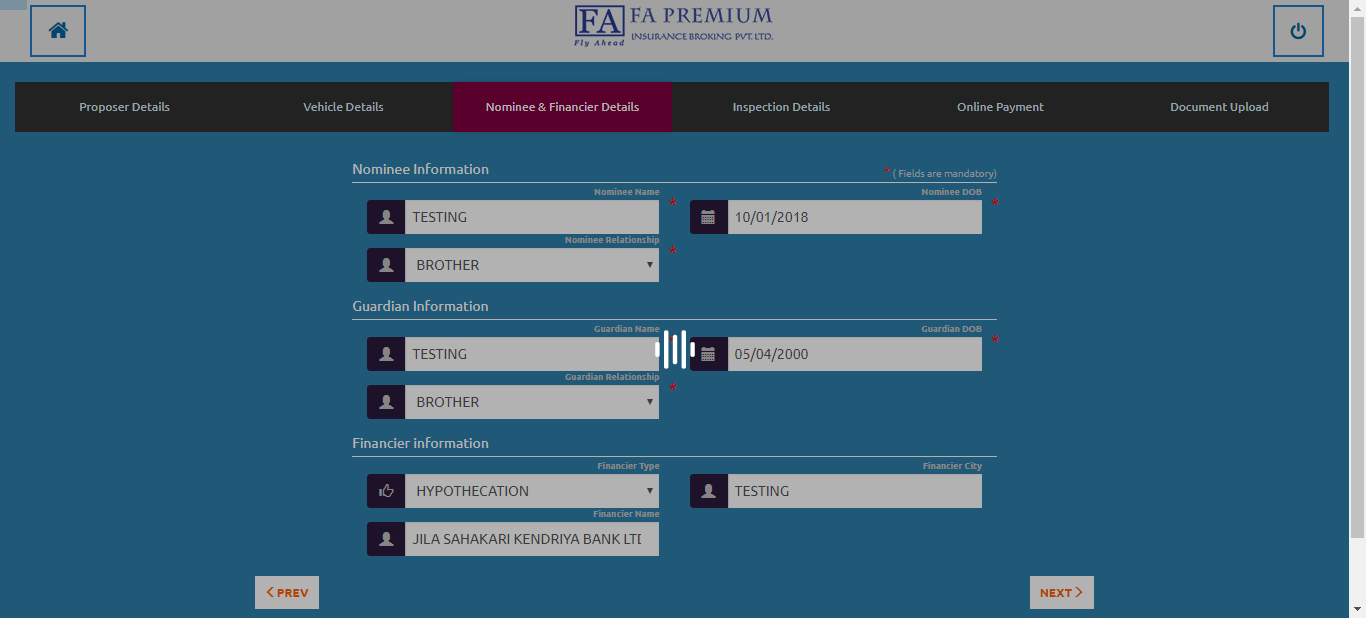 FA FA PREMIUM
Fly Ahead INSURANCE BROKING PVT. LTD.
Proposer Details Vehicle Details Nominee & Financier Details Inspection Details Online Payment Document Upload
Nominee Information * ( Fields are mandatory)
Nominee Name Nominee DOB
TESTING * 10/01/2018 *
Nominee Relationship
BROTHER *
Guardian Information
Guardian Name Guardian DOB
TESTING 05/04/2000 *
Guardian Relationship
BROTHER *
Financier information
Financier Type Financier City
HYPOTHECATION TESTING
Financier Name
JILA SAHAKARI KENDRIYA BANK LTD
< PREV NEXT >